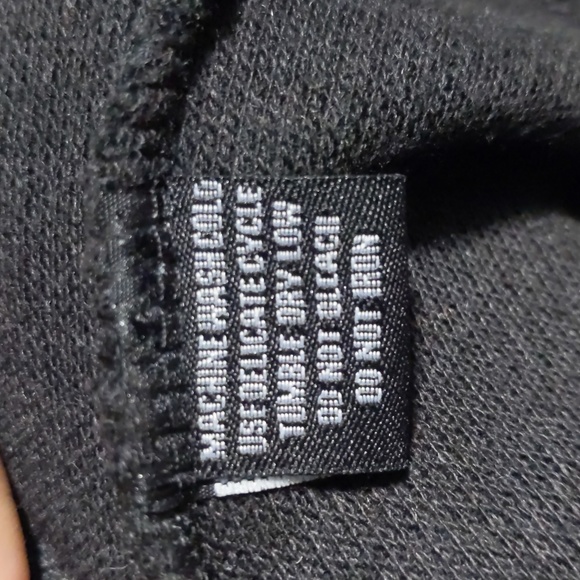 MACHINE WASH COLD
USE DELICATE CYCLE
TUMBLE DRY LOW
DO NOT BLEACH
DO NOT IRON